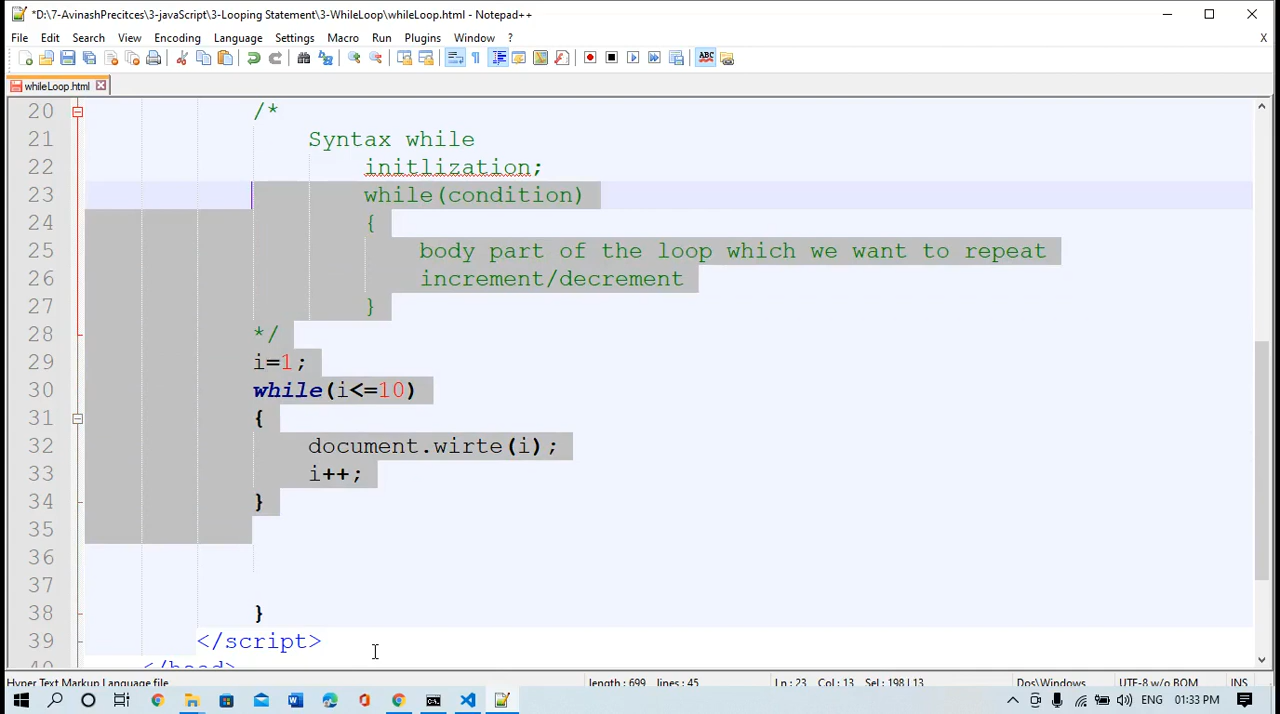 *D:\7-AvinashPrecitces\3-javaScript\3-Looping Statement\3-WhileLoop\whileLoop.html - Notepad++
File Edit Search View Encoding Language Settings Tools Macro Run Plugins Window ? X
whileLoop.html
20 /*
21 Syntax while
22 initlization;
23 while(condition)
24 {
25 body part of the loop which we want to repeat
26 increment/decrement
27 }
28 */
29 i=1;
30 while(i<=10)
31 {
32 document.wirte(i);
33 i++;
34 }
35
36
37
38 }
39 </script>
40 </head>
Hyper Text Markup Language file length : 699 lines : 45 Ln : 23 Col : 13 Sel : 198 | 13 Dos\Windows UTF-8 w/o BOM INS
ENG 01:33 PM